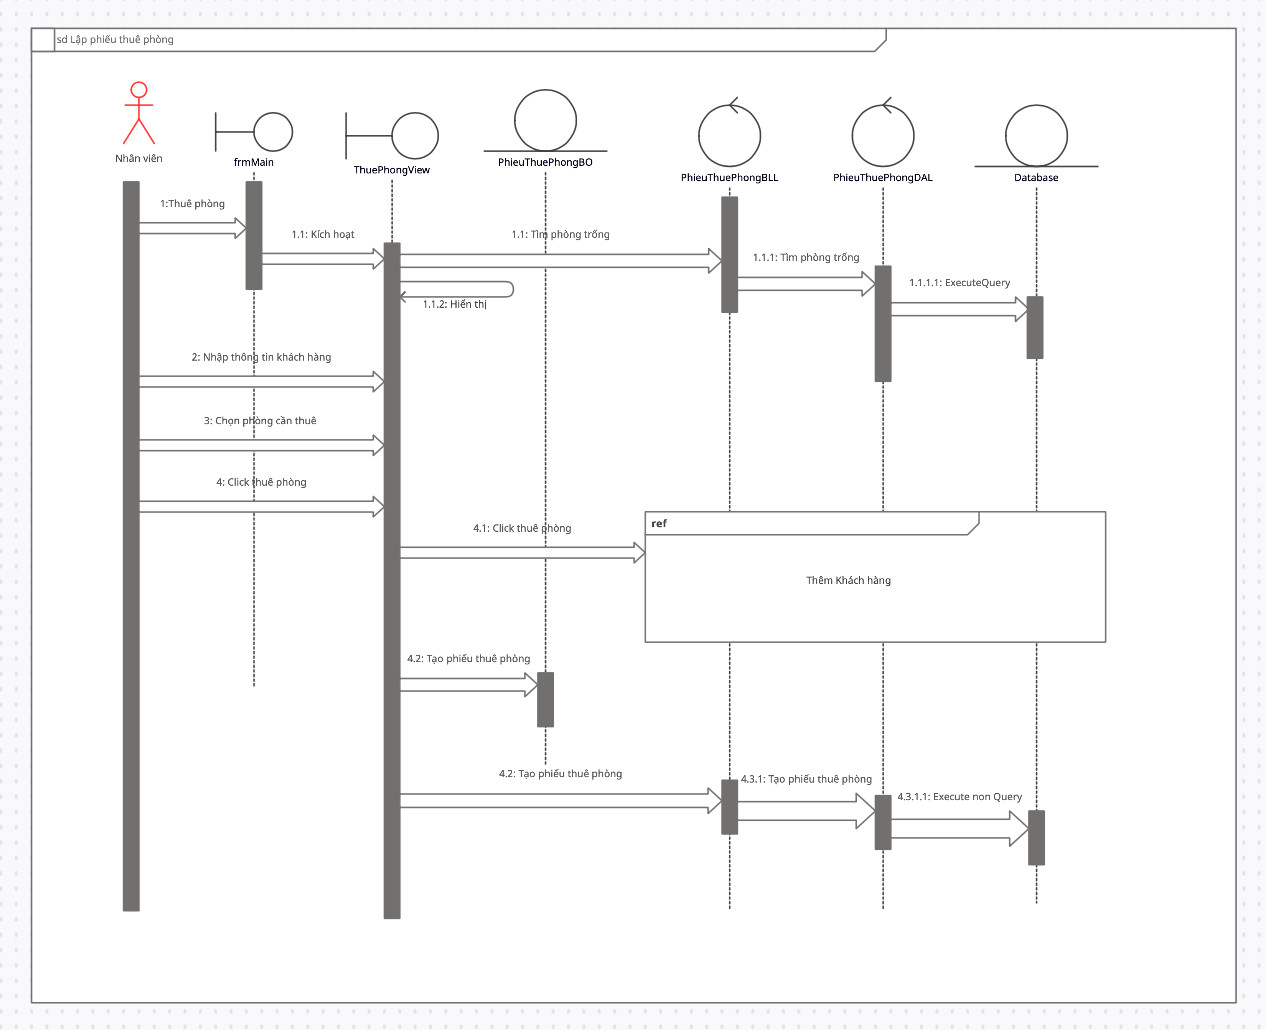 sd Lập phiếu thuê phòng
Nhân viên
frmMain
ThuePhongView
PhieuThuePhongBO
PhieuThuePhongBLL
PhieuThuePhongDAL
Database
1:Thuê phòng
1.1: Kích hoạt
1.1: Tìm phòng trống
1.1.1: Tìm phòng trống
1.1.1.1: ExecuteQuery
1.1.2: Hiển thị
2: Nhập thông tin khách hàng
3: Chọn phòng cần thuê
4: Click thuê phòng
4.1: Click thuê phòng
ref
Thêm Khách hàng
4.2: Tạo phiếu thuê phòng
4.2: Tạo phiếu thuê phòng
4.3.1: Tạo phiếu thuê phòng
4.3.1.1: Execute non Query